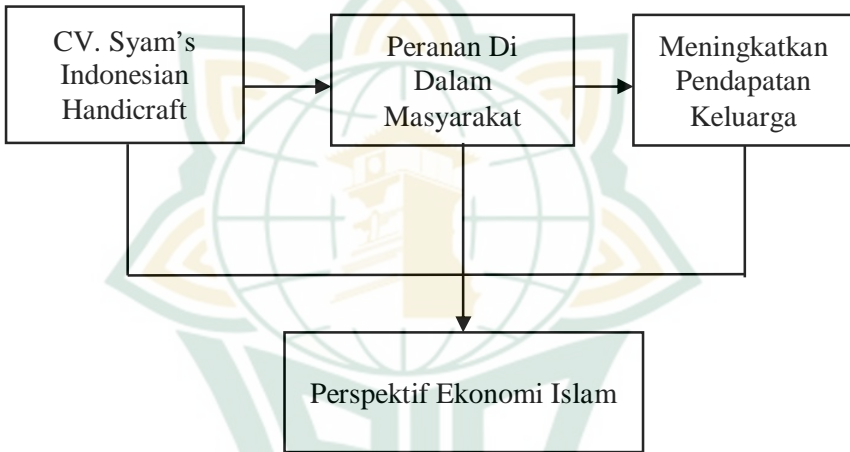 CV. Syam’s
Indonesian
Handicraft
Peranan Di
Dalam
Masyarakat
Meningkatkan
Pendapatan
Keluarga
Perspektif Ekonomi Islam